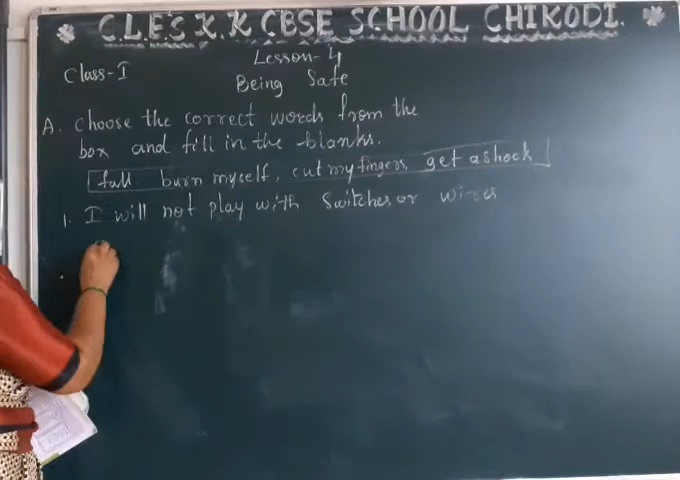 C.L.E'S K.K CBSE SCHOOL CHIKODI.
Lesson-4
Class-I
Being Safe
A. Choose the correct words from the
box and fill in the blanks.
fall burn myself, cut my fingers, get a shock
1. I will not play with switches or wires